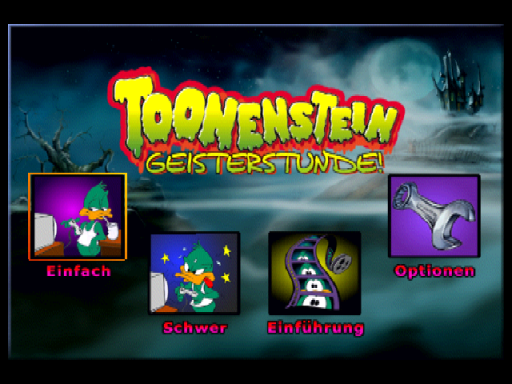 TOONENSTEIN
GEISTERSTUNDE!
Einfach
Schwer
Einführung
Optionen